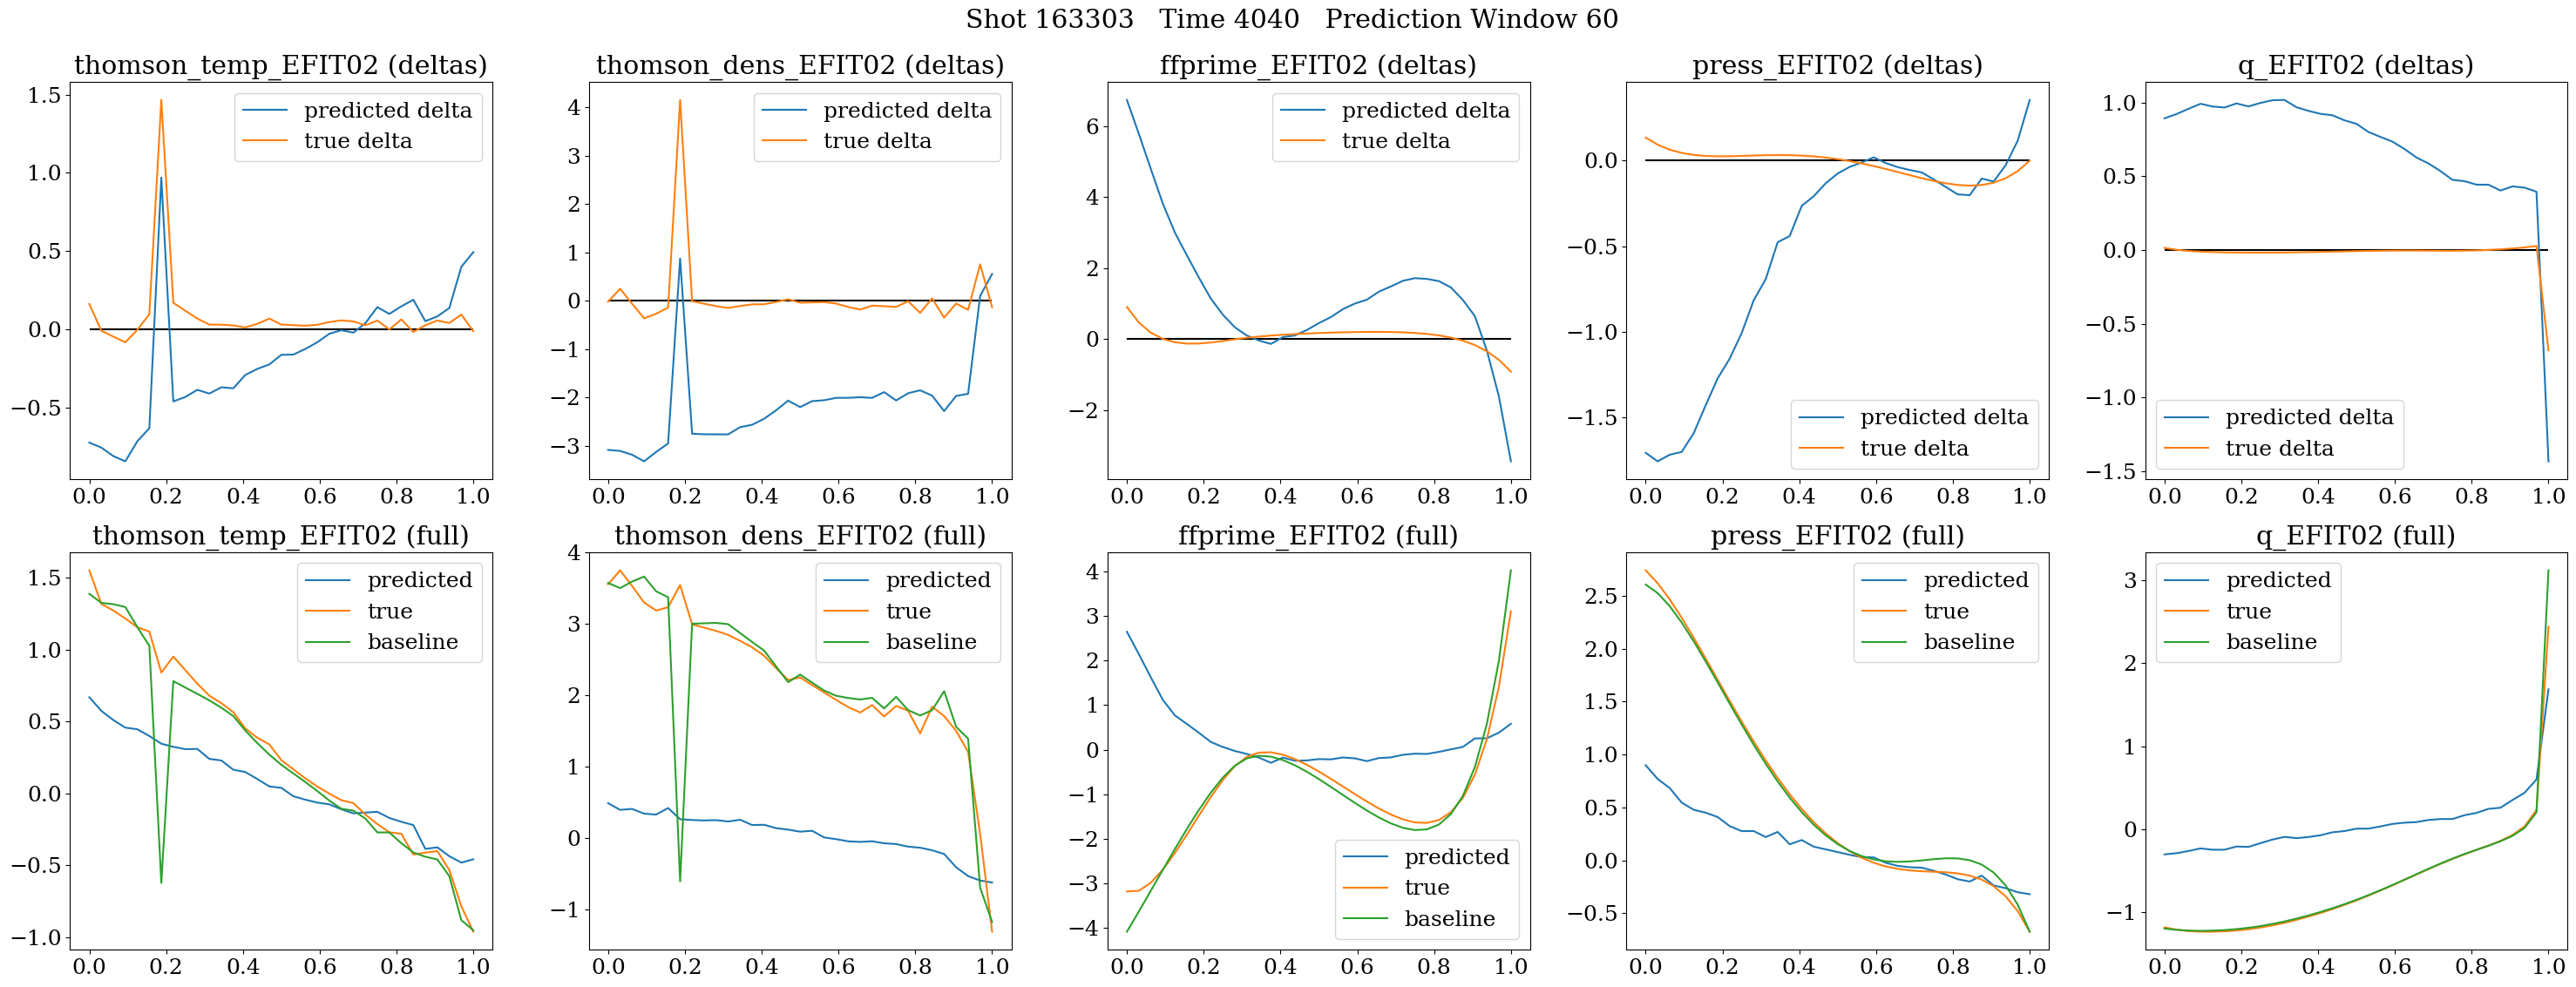 Shot 163303   Time 4040   Prediction Window 60
thomson_temp_EFIT02 (deltas)
1.5
1.0
0.5
0.0
−0.5
predicted delta
true delta
0.0 0.2 0.4 0.6 0.8 1.0
thomson_dens_EFIT02 (deltas)
4
3
2
1
0
−1
−2
−3
predicted delta
true delta
0.0 0.2 0.4 0.6 0.8 1.0
ffprime_EFIT02 (deltas)
6
4
2
0
−2
predicted delta
true delta
0.0 0.2 0.4 0.6 0.8 1.0
press_EFIT02 (deltas)
0.0
−0.5
−1.0
−1.5
predicted delta
true delta
0.0 0.2 0.4 0.6 0.8 1.0
q_EFIT02 (deltas)
1.0
0.5
0.0
−0.5
−1.0
−1.5
predicted delta
true delta
0.0 0.2 0.4 0.6 0.8 1.0
thomson_temp_EFIT02 (full)
1.5
1.0
0.5
0.0
−0.5
−1.0
predicted
true
baseline
0.0 0.2 0.4 0.6 0.8 1.0
thomson_dens_EFIT02 (full)
4
3
2
1
0
−1
predicted
true
baseline
0.0 0.2 0.4 0.6 0.8 1.0
ffprime_EFIT02 (full)
4
3
2
1
0
−1
−2
−3
−4
predicted
true
baseline
0.0 0.2 0.4 0.6 0.8 1.0
press_EFIT02 (full)
2.5
2.0
1.5
1.0
0.5
0.0
−0.5
predicted
true
baseline
0.0 0.2 0.4 0.6 0.8 1.0
q_EFIT02 (full)
3
2
1
0
−1
predicted
true
baseline
0.0 0.2 0.4 0.6 0.8 1.0